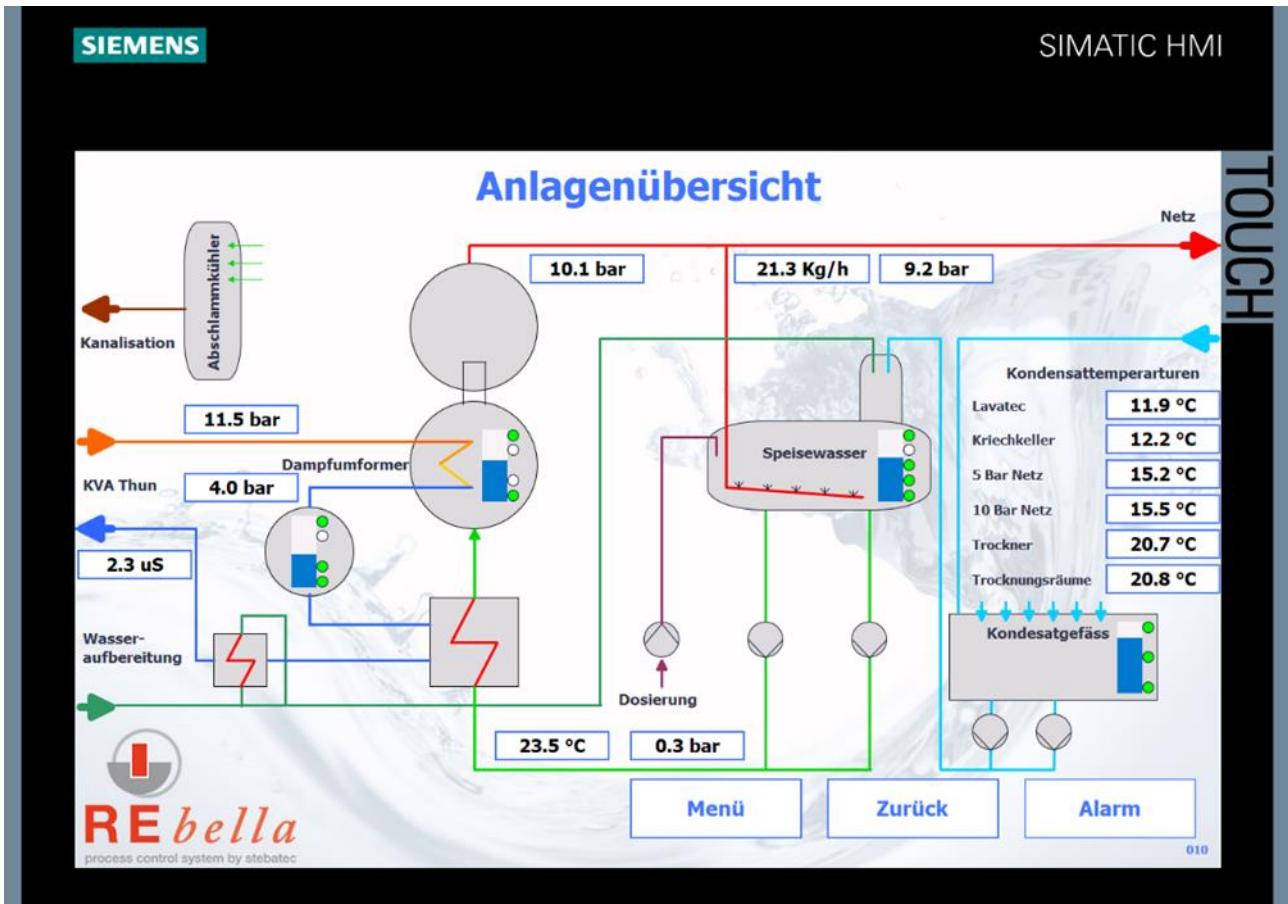 SIEMENS
SIMATIC HMI
TOUCH
Anlagenübersicht
Netz
10.1 bar
21.3 Kg/h
9.2 bar
Abschlammkühler
Kanalisation
Kondensattemperarturen
Lavatec
11.9 °C
Kriechkeller
12.2 °C
5 Bar Netz
15.2 °C
10 Bar Netz
15.5 °C
Trockner
20.7 °C
Trocknungsräume
20.8 °C
11.5 bar
Dampfumformer
Speisewasser
KVA Thun
4.0 bar
2.3 uS
Wasser-
aufbereitung
Kondesatgefäss
Dosierung
23.5 °C
0.3 bar
Menü
Zurück
Alarm
010
REbella
process control system by stebatec